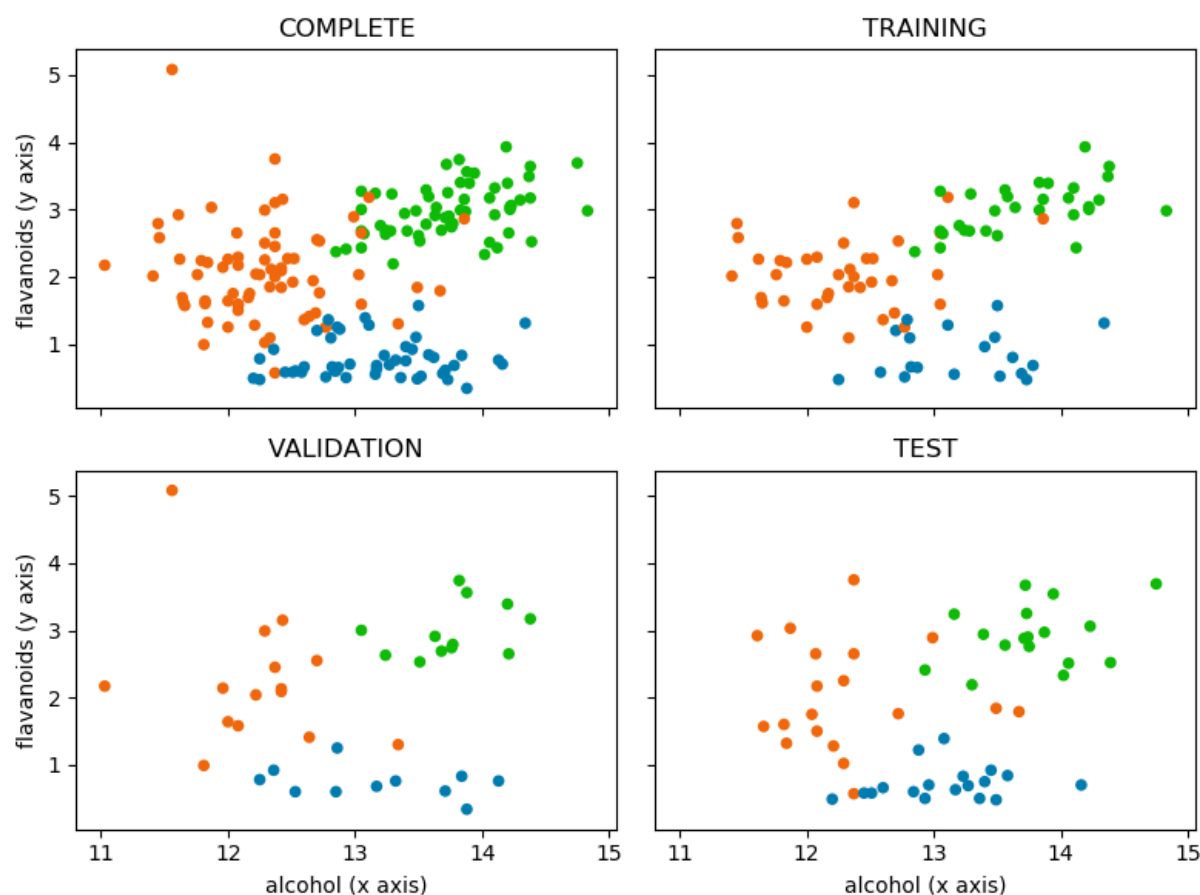 COMPLETE
TRAINING
5
4
3
2
1
flavanoids (y axis)
VALIDATION
TEST
5
4
3
2
1
flavanoids (y axis)
11 12 13 14 15
alcohol (x axis)
11 12 13 14 15
alcohol (x axis)